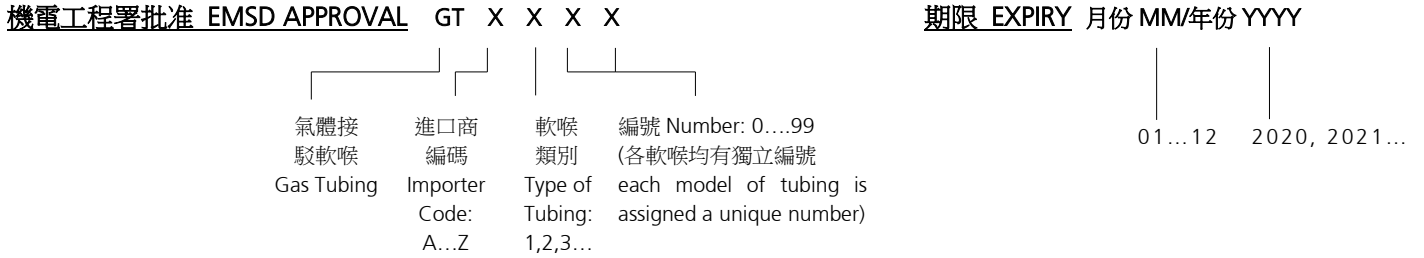 機電工程署批准 EMSD APPROVAL GT X X X X
期限 EXPIRY 月份 MM/年份 YYYY
氣體接
駁軟喉
Gas Tubing
進口商
編碼
Importer
Code:
A…Z
軟喉
類別
Type of
Tubing:
1,2,3…
編號 Number: 0….99
(各軟喉均有獨立編號
each model of tubing is
assigned a unique number)
01…12
2020, 2021…